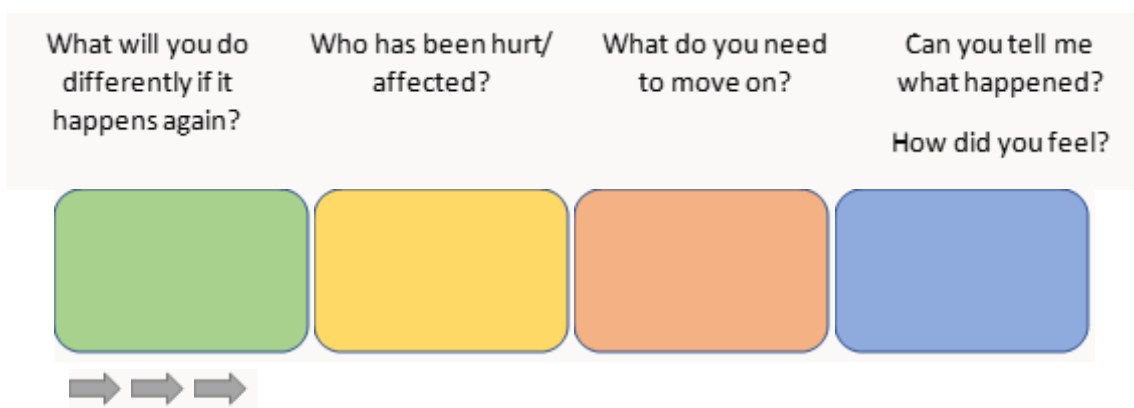 What will you do
differently if it
happens again?
Who has been hurt/
affected?
What do you need
to move on?
Can you tell me
what happened?
How did you feel?